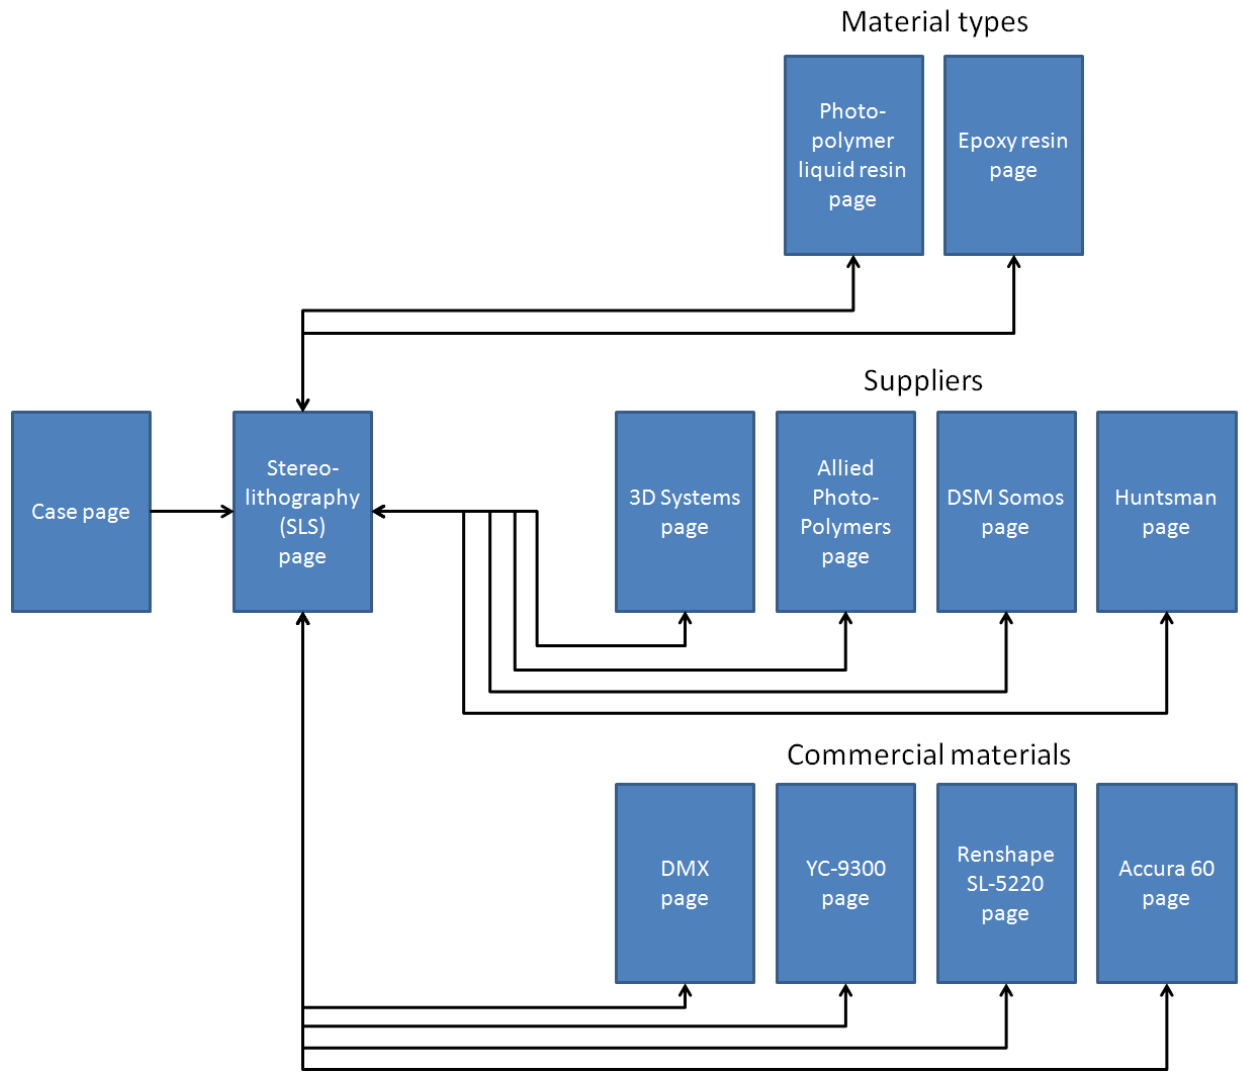 Material types
Photo-
polymer
liquid resin
page
Epoxy resin
page
Suppliers
Case page
Stereo-
lithography
(SLS)
page
3D Systems
page
Allied
Photo-
Polymers
page
DSM Somos
page
Huntsman
page
Commercial materials
DMX
page
YC-9300
page
Renshape
SL-5220
page
Accura 60
page